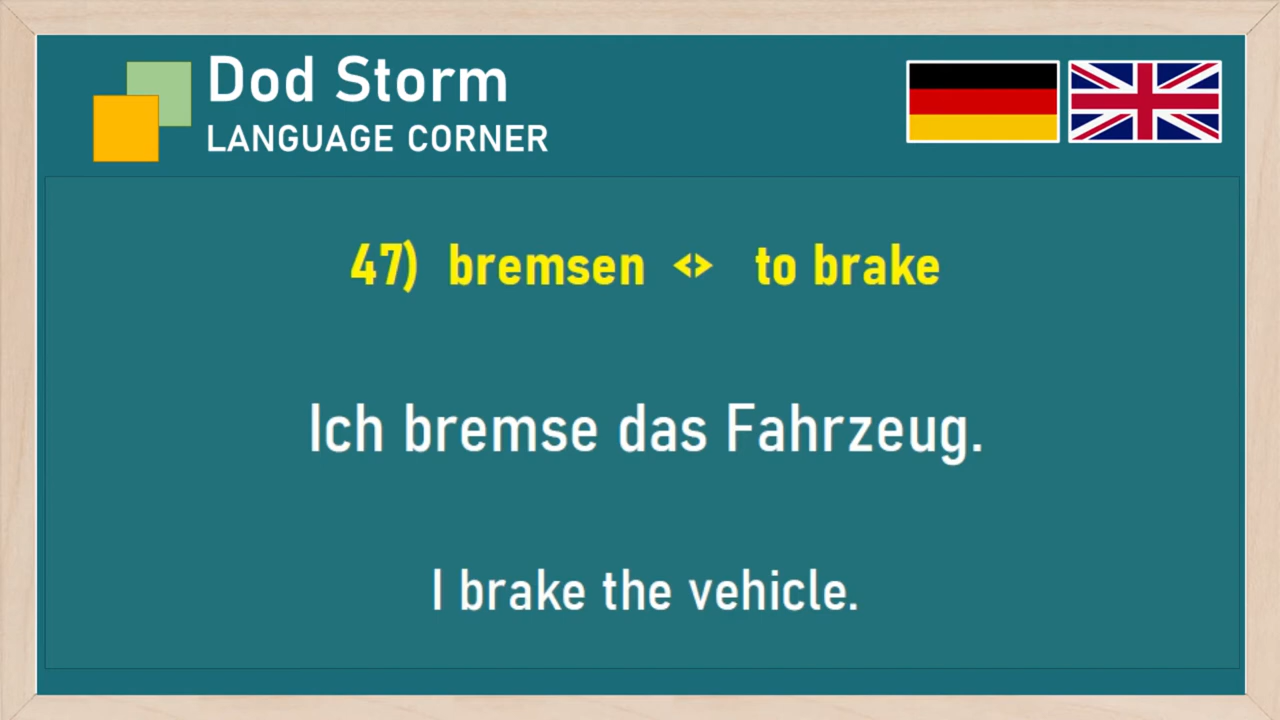 Dod Storm
LANGUAGE CORNER
47) bremsen <> to brake
Ich bremse das Fahrzeug.
I brake the vehicle.